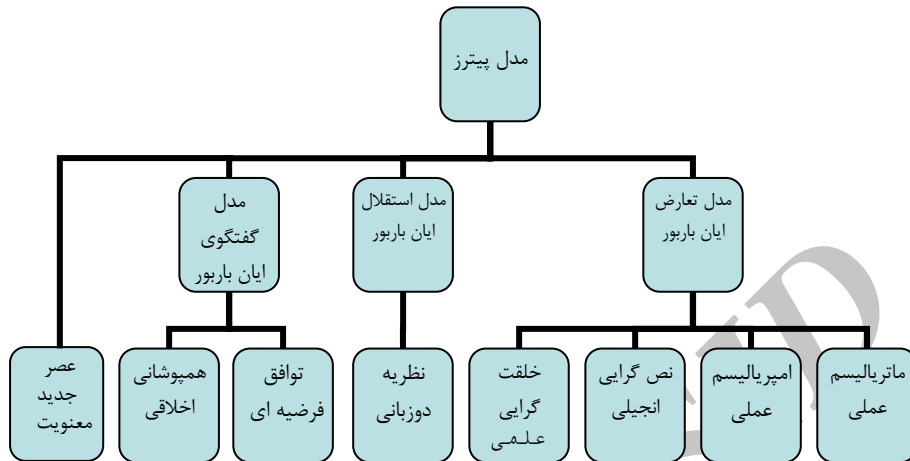 مدل پیترز
مدل تعارض
ایان باربور
مدل استقلال
ایان باربور
مدل
گفتگوی
ایان باربور
ماتریالیسم
عملی
امپریالیسم
عملی
نص گرایی
انجیلی
خلقت
گرایی
علمی
نظریه
دوزبانی
توافق
فرضیه ای
همپوشانی
اخلاقی
عصر
جدید
معنویت